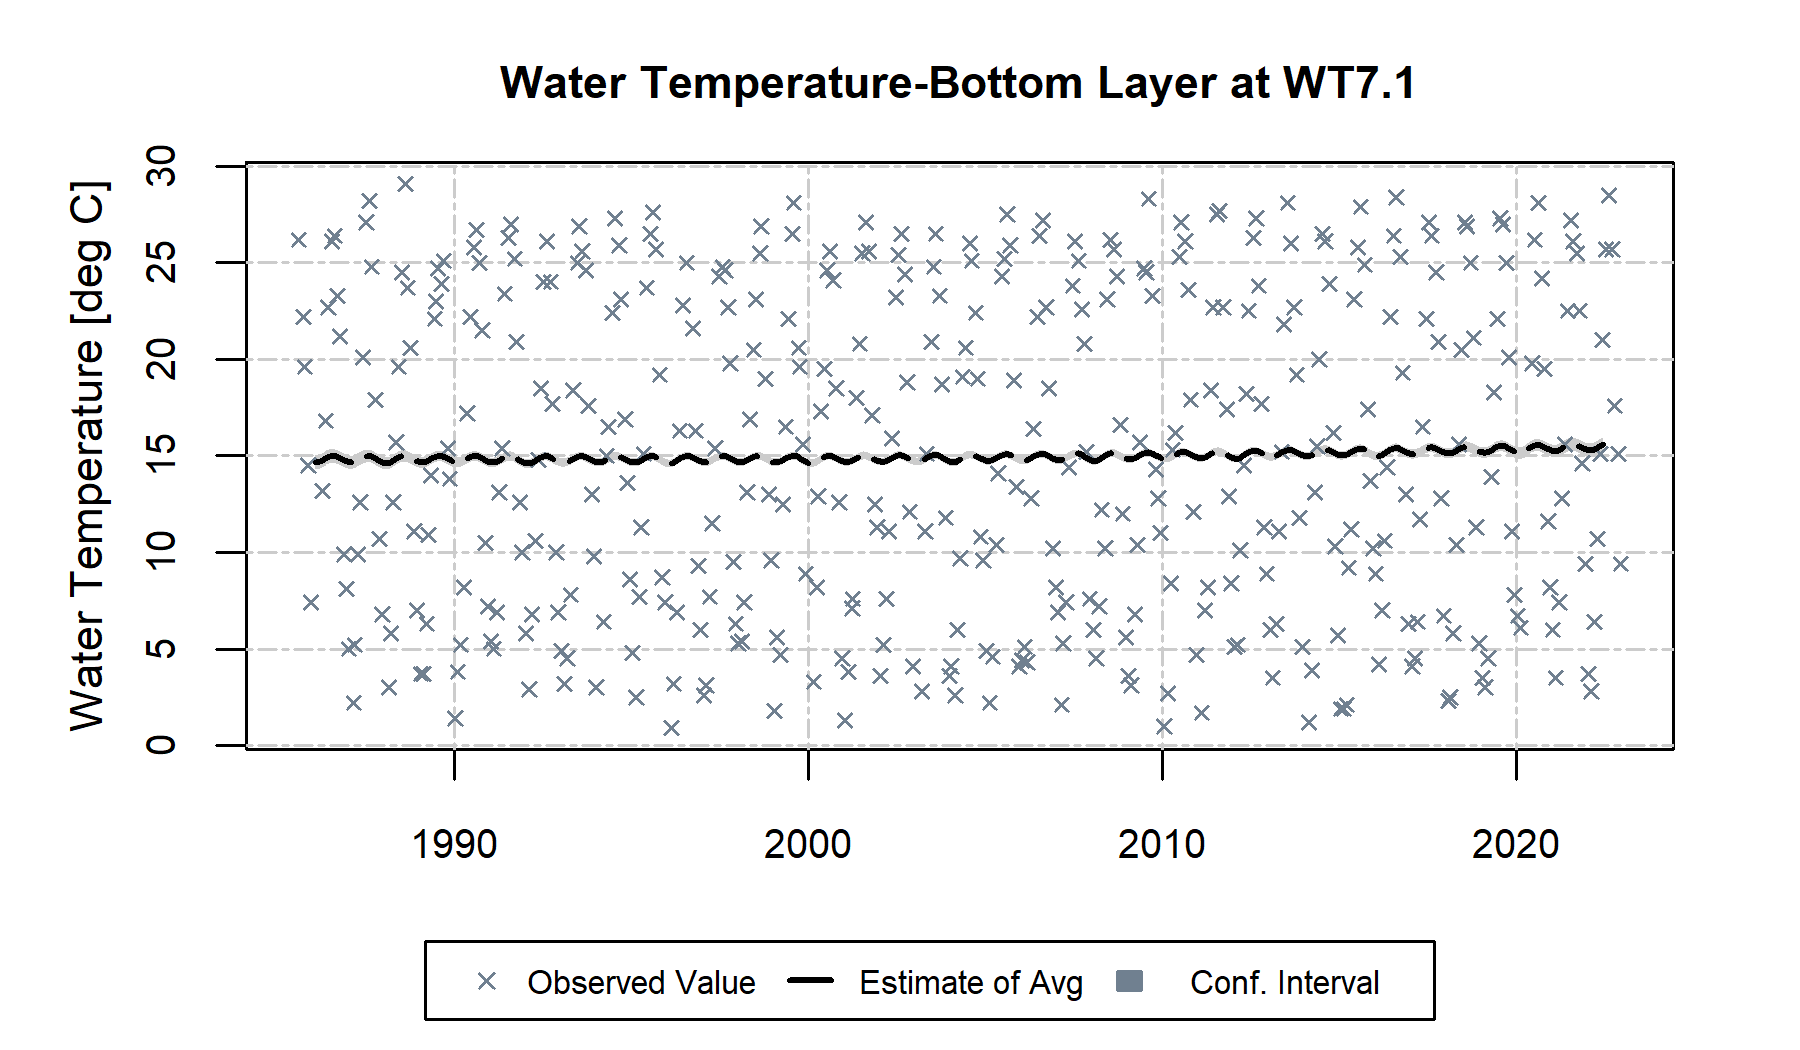 Water Temperature-Bottom Layer at WT7.1
Water Temperature [deg C]
30
25
20
15
10
5
0
1990 2000 2010 2020
Observed Value Estimate of Avg Conf. Interval